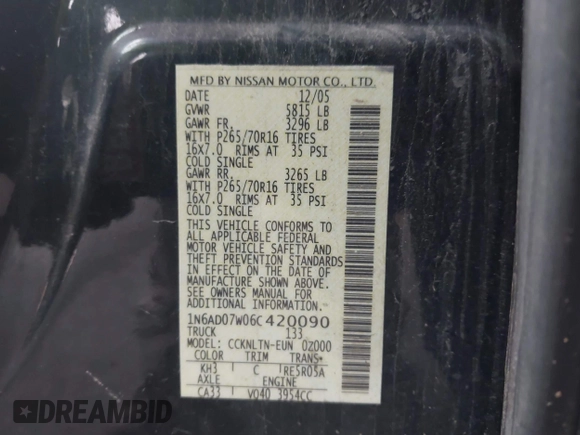 MFD BY NISSAN MOTOR CO., LTD.
DATE 12/05
GVWR 5815 LB
GAWR FR. 3296 LB
WITH P265/70R16 TIRES
16X7.0 RIMS AT 35 PSI
COLD SINGLE
GAWR RR. 3265 LB
WITH P265/70R16 TIRES
16X7.0 RIMS AT 35 PSI
COLD SINGLE
THIS VEHICLE CONFORMS TO
ALL APPLICABLE FEDERAL
MOTOR VEHICLE SAFETY AND
THEFT PREVENTION STANDARDS
IN EFFECT ON THE DATE OF
MANUFACTURE SHOWN ABOVE.
SEE OWNERS MANUAL FOR
ADDITIONAL INFORMATION.
1N6AD07W06C420090
TRUCK 133
MODEL: CCKNLTN-EUN 0Z000
COLOR TRIM TRANS*
KH3 C RE5R05A
AXLE ENGINE
CA33 VQ40 3954CC
DREAMBID
.COM